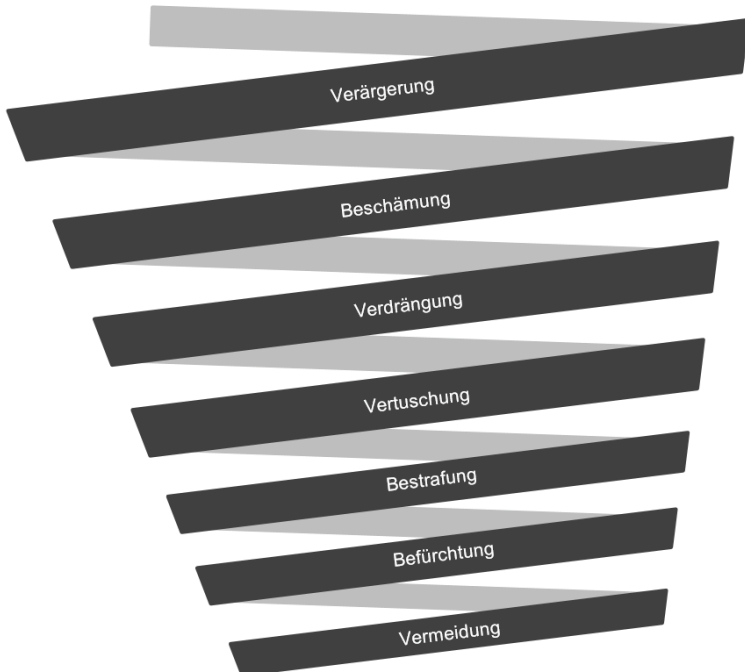 Verärgerung
Beschämung
Verdrängung
Vertuschung
Bestrafung
Befürchtung
Vermeidung